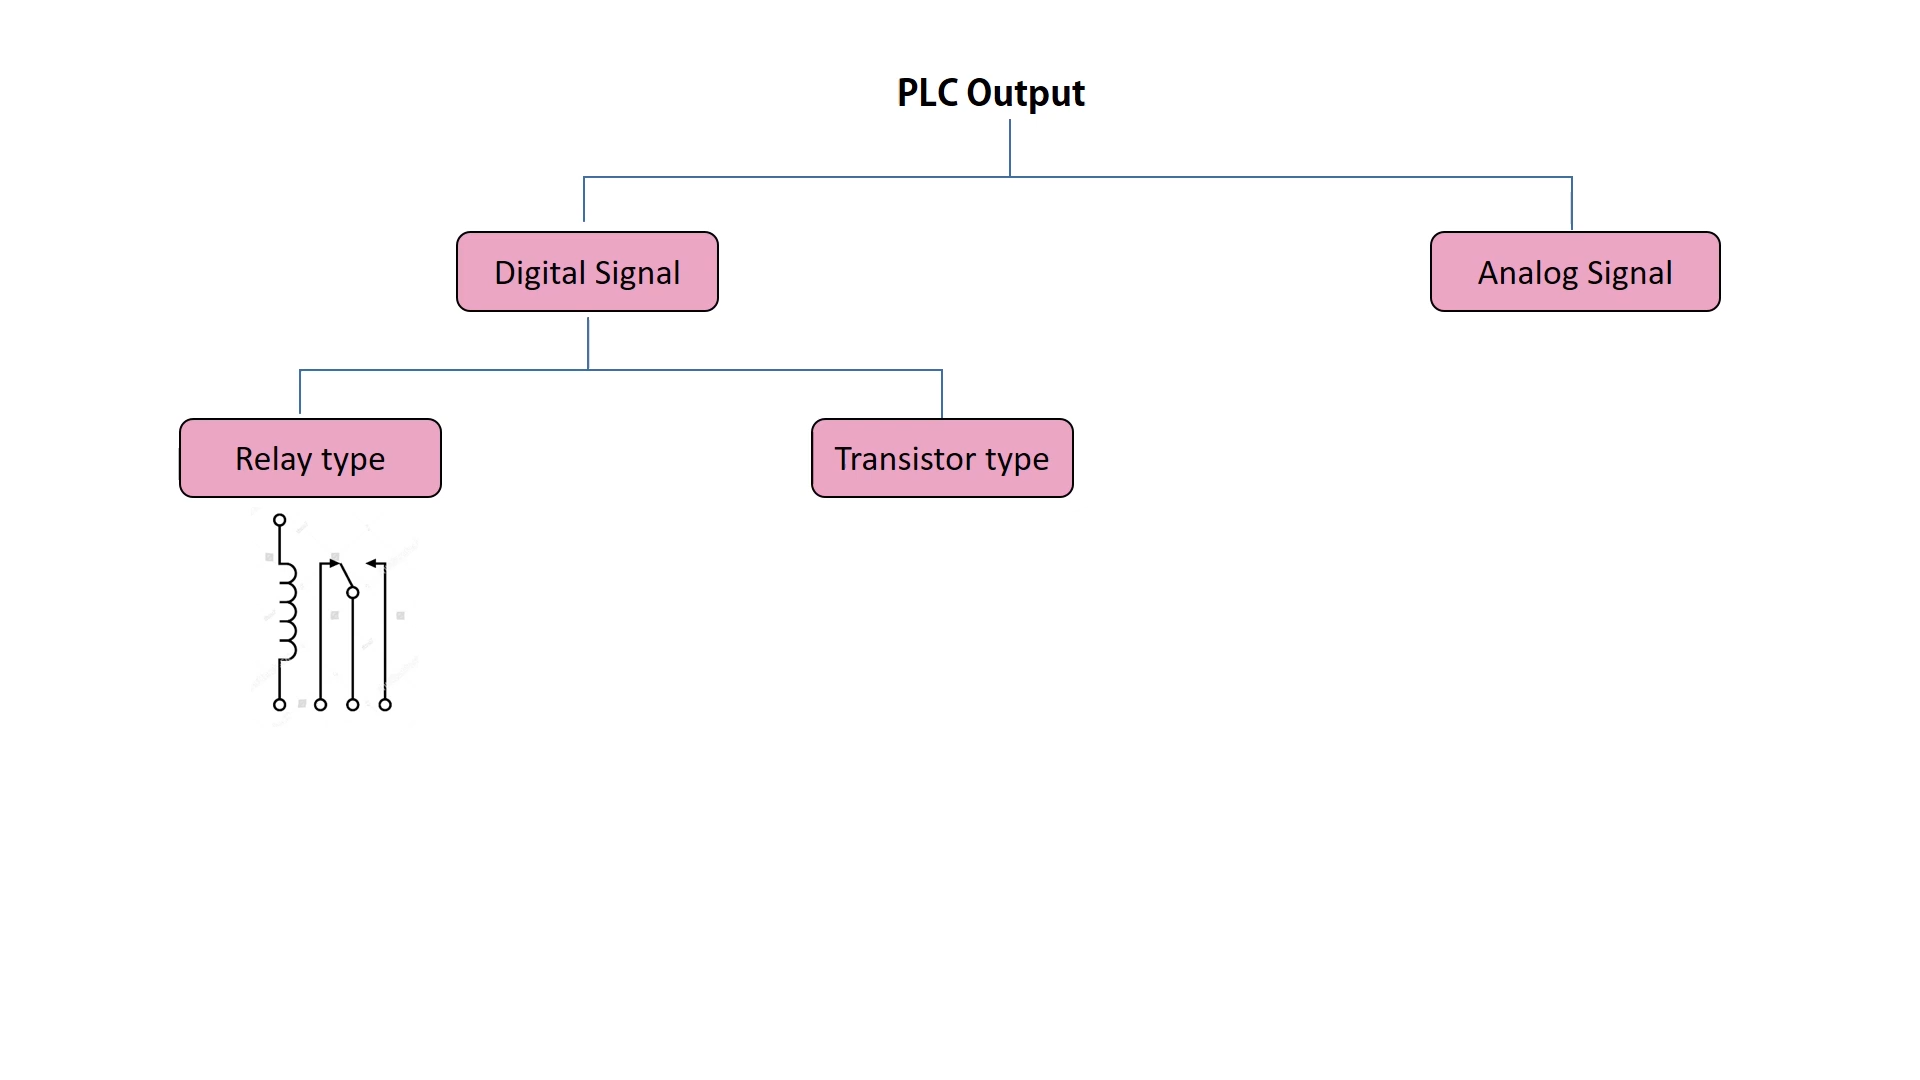 PLC Output
Digital Signal
Analog Signal
Relay type
Transistor type